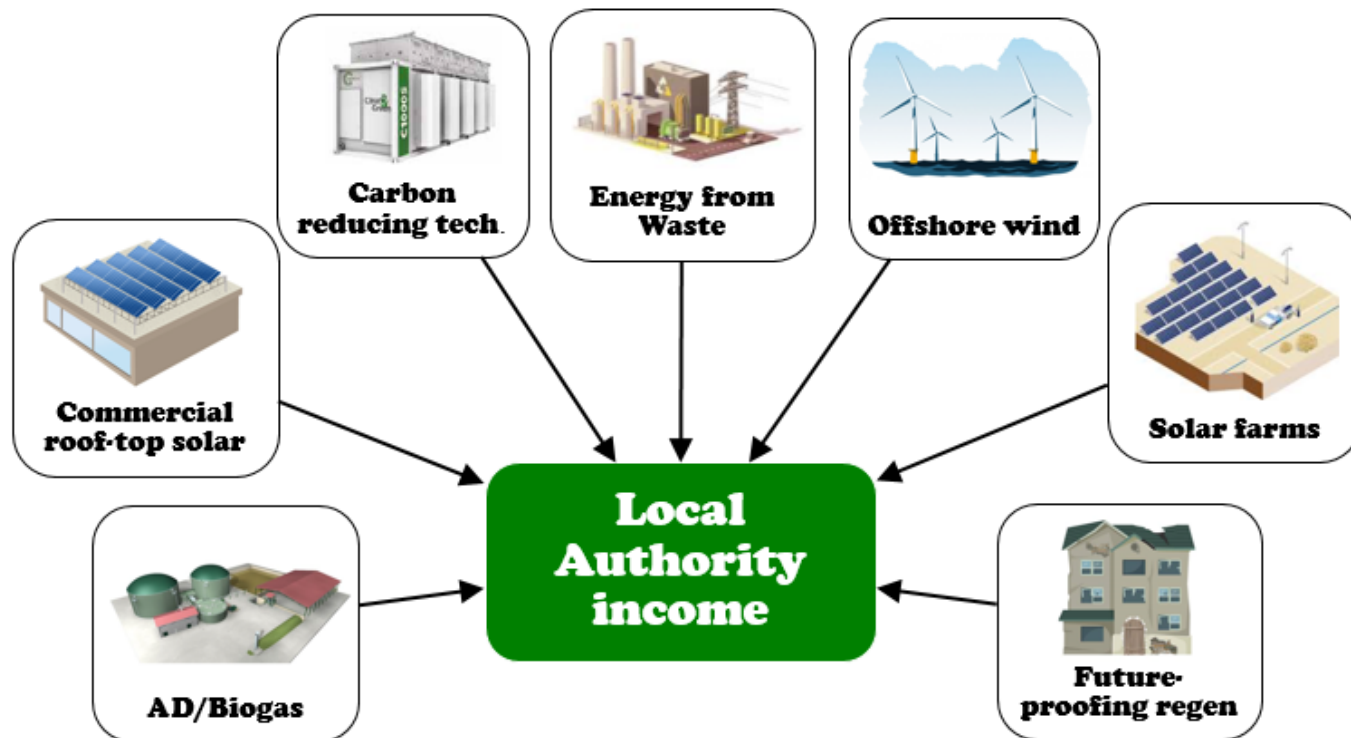 Carbon
reducing tech.
Energy from
Waste
Offshore wind
Commercial
roof-top solar
Solar farms
Local
Authority
income
AD/Biogas
Future-
proofing regen
C1000S